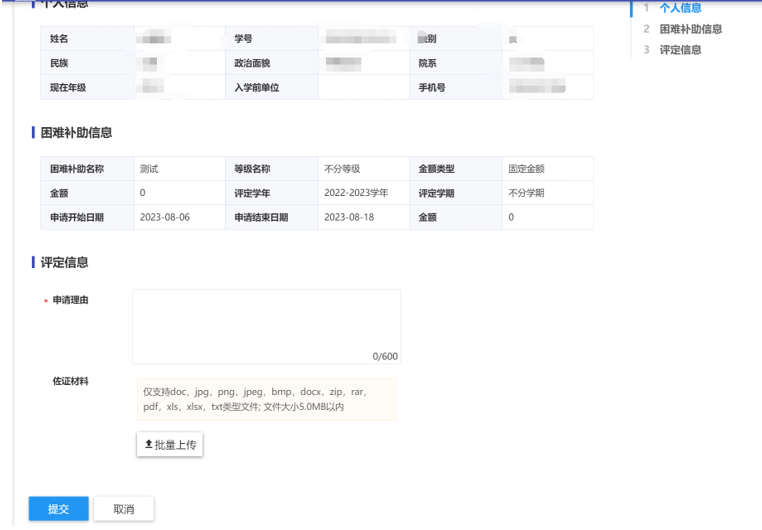 个人信息
姓名 学号 性别
民族 政治面貌 院系
现在年级 入学前单位 手机号
困难补助信息
困难补助名称 测试 等级名称 不分等级 金额类型 固定金额
金额 0 评定学年 2022-2023学年 评定学期 不分学期
申请开始日期 2023-08-06 申请结束日期 2023-08-18 金额 0
评定信息
* 申请理由
0/600
佐证材料
仅支持doc, jpg, png, jpeg, bmp, docx, zip, rar,
pdf, xls, xlsx, txt类型文件; 文件大小5.0MB以内
批量上传
提交 取消
1 个人信息
2 困难补助信息
3 评定信息